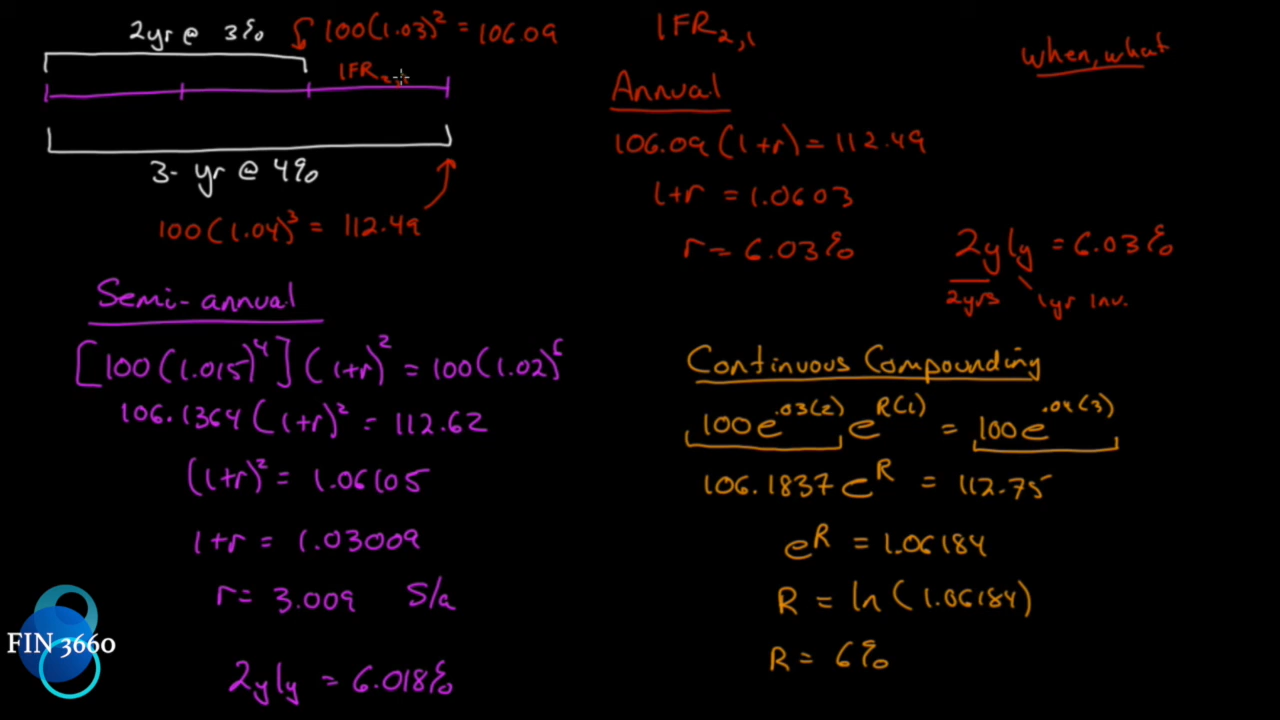 2yr @ 3%
100(1.03)² = 106.09
IFR₂,₁
3-yr @ 4%
100(1.04)³ = 112.49
IFR₂,₁
when, what
Annual
106.09(1+r) = 112.49
1+r = 1.0603
r = 6.03%
2y1y = 6.03%
2yrs 1yr Inv.
Semi-annual
[100(1.015)⁴](1+r)² = 100(1.02)⁶
106.1364(1+r)² = 112.62
(1+r)² = 1.06105
1+r = 1.03009
r = 3.009 S/a
2y1y = 6.018%
Continuous Compounding
100e^.03(2) e^R(1) = 100e^.04(3)
106.1837e^R = 112.75
e^R = 1.06184
R = ln(1.06184)
R = 6%
FIN 3660